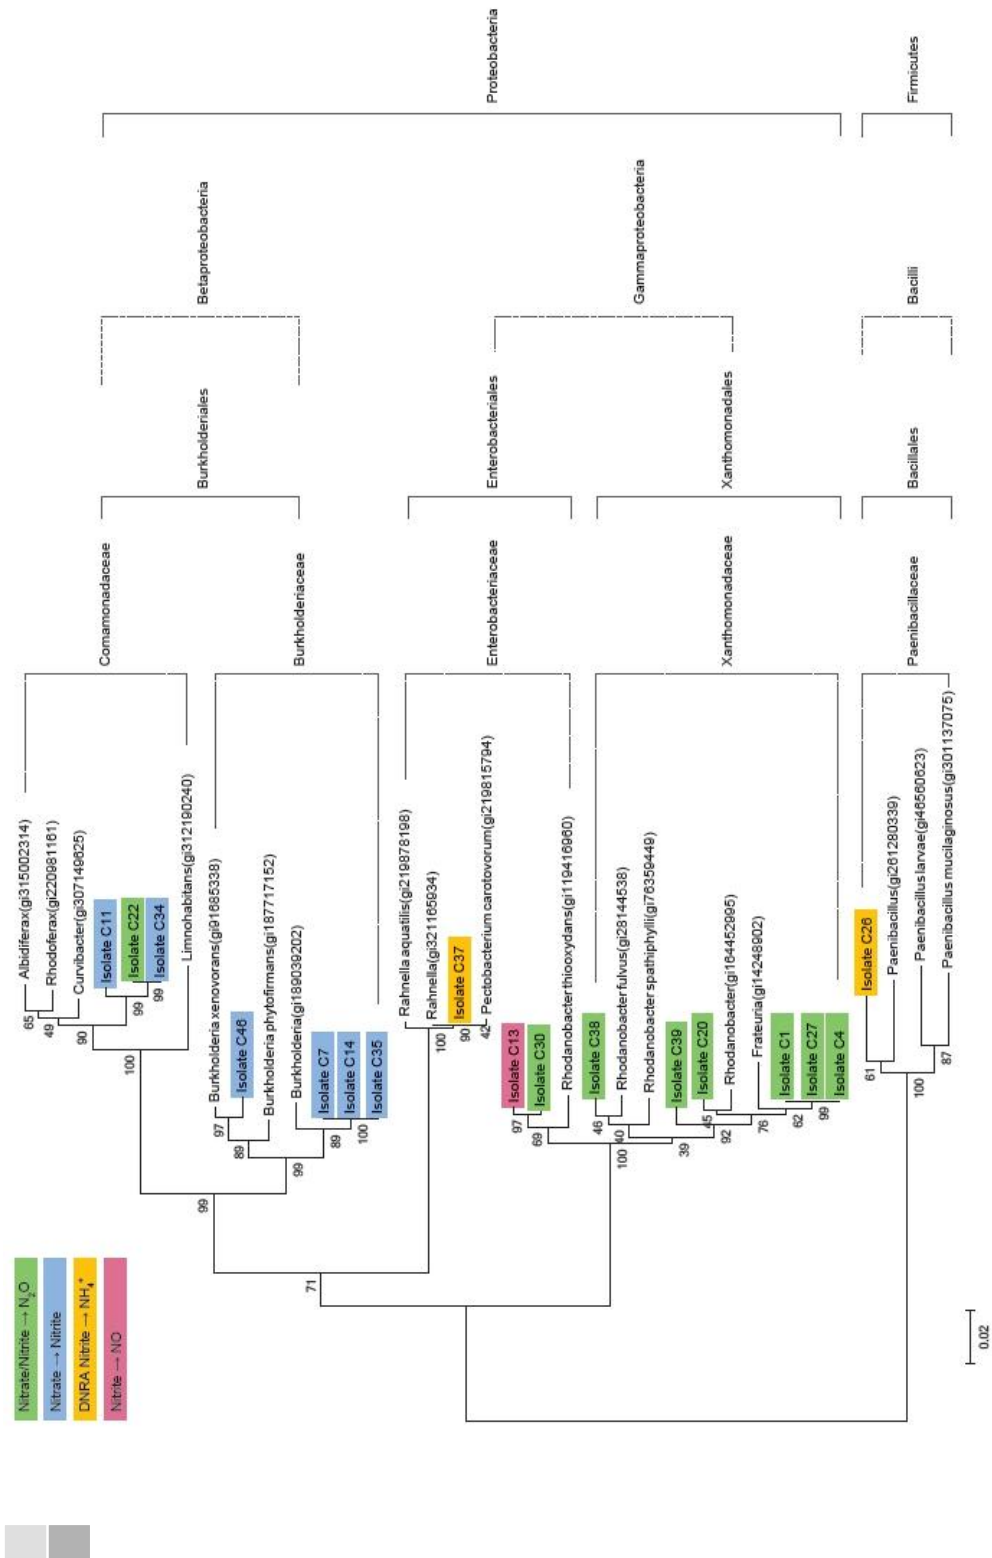 Nitrate/Nitrite → N2O
Nitrate → Nitrite
DNRA Nitrite → NH4+
Nitrite → NO
Albidiferax(gi315002314)
Rhodoferax(gi220981161)
Curvibacter(gi307149625)
Isolate C11
Isolate C22
Isolate C34
Limnohabitans(gi312190240)
Burkholderia xenovorans(gi91685338)
Isolate C46
Burkholderia phytofirmans(gi187717152)
Burkholderia(gi189039202)
Isolate C7
Isolate C14
Isolate C35
Rahnella aquatilis(gi219878198)
Rahnella(gi321165934)
Isolate C37
Pectobacterium carotovorum(gi219815794)
Isolate C13
Isolate C30
Rhodanobacter thiooxydans(gi119416960)
Isolate C38
Rhodanobacter fulvus(gi28144538)
Rhodanobacter spathiphylli(gi76359449)
Isolate C39
Isolate C20
Rhodanobacter(gi164452995)
Frateuria(gi14248902)
Isolate C1
Isolate C27
Isolate C4
Isolate C26
Paenibacillus(gi261280339)
Paenibacillus larvae(gi46560623)
Paenibacillus mucilaginosus(gi301137075)
65
49
90
99
99
100
97
89
99
89
100
99
100
90
42
71
97
69
46
40
100
39
45
92
76
62
99
61
100
87
0.02
Comamonadaceae
Burkholderiaceae
Enterobacteriaceae
Xanthomonadaceae
Paenibacillaceae
Burkholderiales
Enterobacteriales
Xanthomonadales
Bacillales
Betaproteobacteria
Gammaproteobacteria
Bacilli
Proteobacteria
Firmicutes